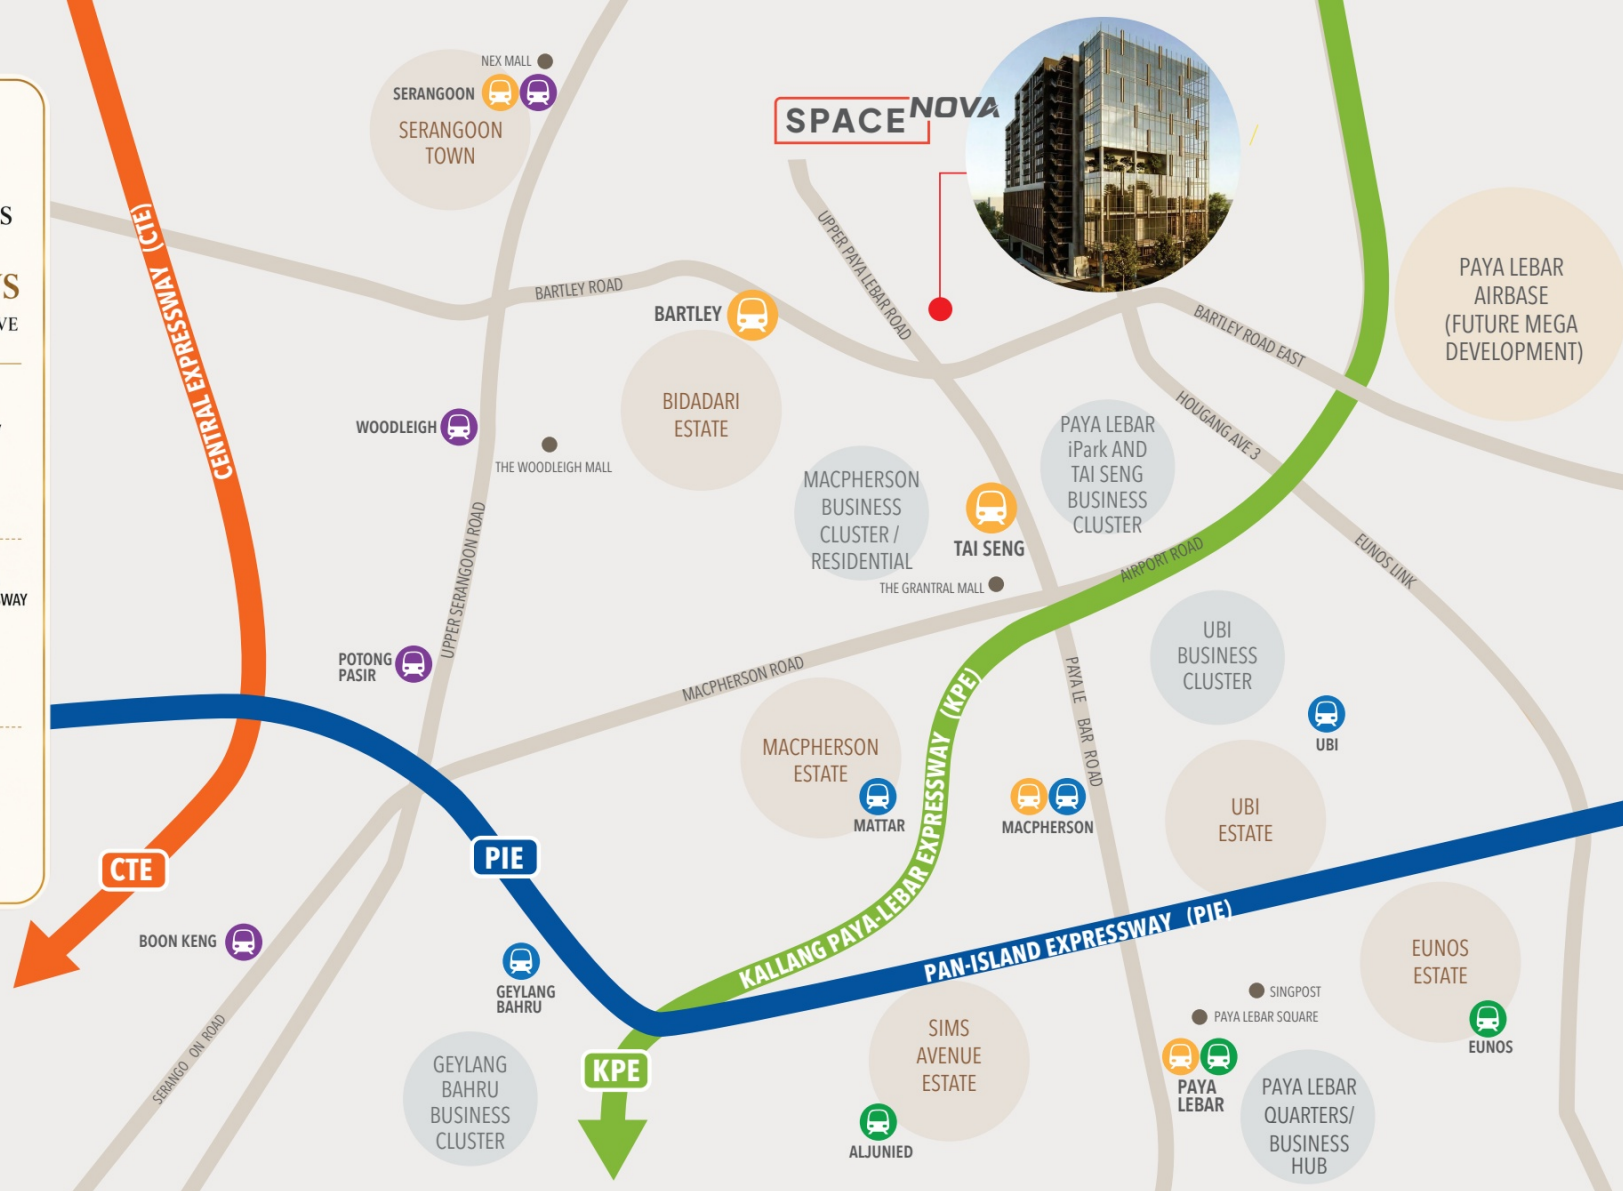 S
VE
WAY
NEX MALL
SERANGOON
SERANGOON
TOWN
SPACE NOVA
CENTRAL EXPRESSWAY (CTE)
BARTLEY ROAD
BARTLEY
UPPER PAYA LEBAR ROAD
BARTLEY ROAD EAST
PAYA LEBAR
AIRBASE
(FUTURE MEGA
DEVELOPMENT)
BIDADARI
ESTATE
WOODLEIGH
THE WOODLEIGH MALL
HOUGANG AVE 3
PAYA LEBAR
iPark AND
TAI SENG
BUSINESS
CLUSTER
MACPHERSON
BUSINESS
CLUSTER /
RESIDENTIAL
TAI SENG
THE GRANTRAL MALL
AIRPORT ROAD
EUNOS LINK
UPPER SERANGOON ROAD
POTONG
PASIR
MACPHERSON ROAD
UBI
BUSINESS
CLUSTER
UBI
PAYA LE BAR ROAD
MACPHERSON
ESTATE
MATTAR
MACPHERSON
UBI
ESTATE
KALLANG PAYA-LEBAR EXPRESSWAY (KPE)
CTE
PIE
PAN-ISLAND EXPRESSWAY (PIE)
BOON KENG
GEYLANG
BAHRU
EUNOS
ESTATE
EUNOS
SINGPOST
PAYA LEBAR SQUARE
SERANGO ON ROAD
GEYLANG
BAHRU
BUSINESS
CLUSTER
KPE
SIMS
AVENUE
ESTATE
ALJUNIED
PAYA
LEBAR
PAYA LEBAR
QUARTERS/
BUSINESS
HUB